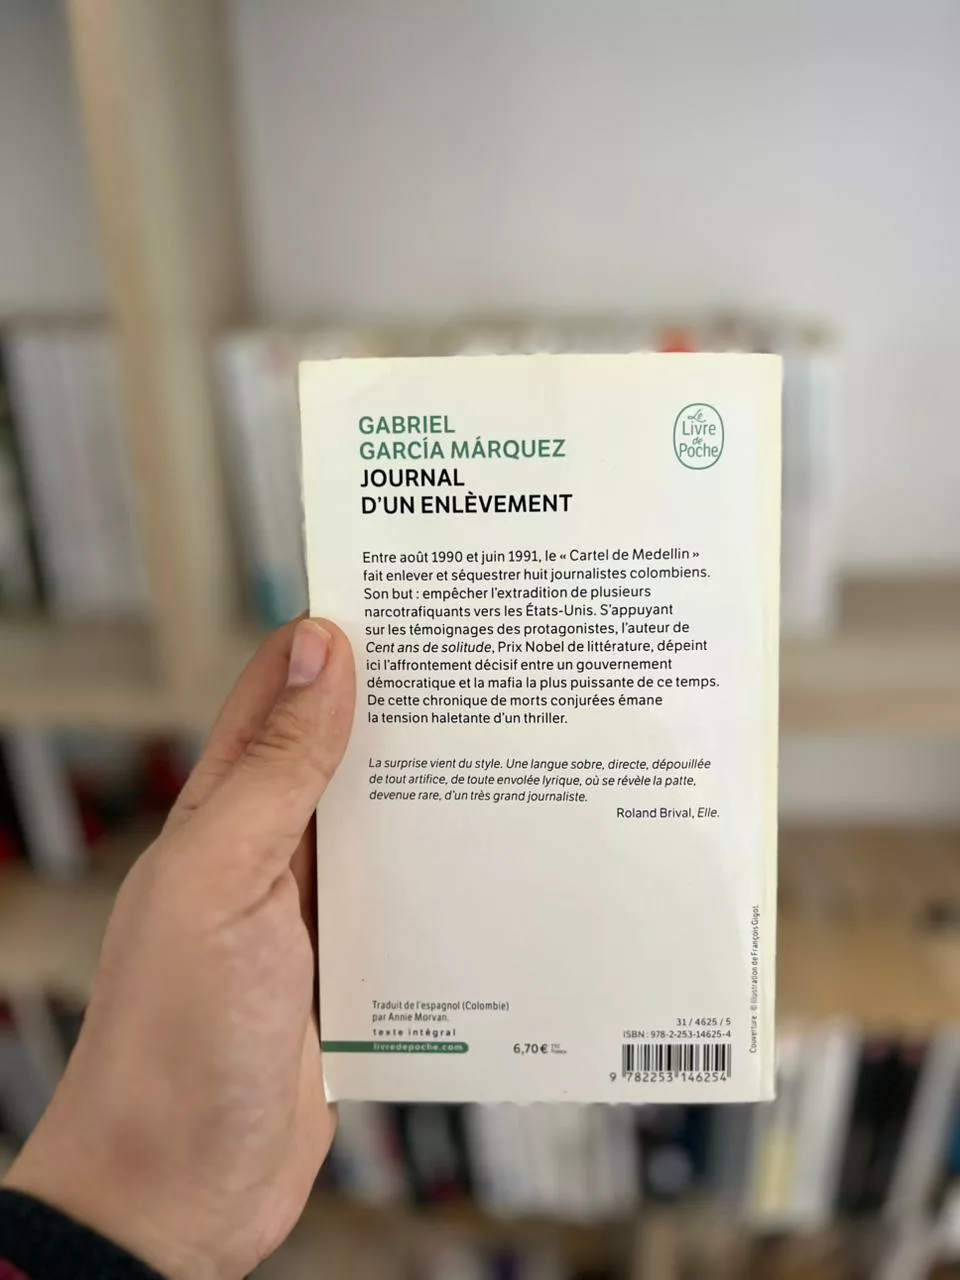 GABRIEL
GARCÍA MÁRQUEZ
JOURNAL
D'UN ENLÈVEMENT
Le
Livre
de
Poche
Entre août 1990 et juin 1991, le « Cartel de Medellin »
fait enlever et séquestrer huit journalistes colombiens.
Son but : empêcher l'extradition de plusieurs
narcotrafiquants vers les États-Unis. S'appuyant
sur les témoignages des protagonistes, l'auteur de
Cent ans de solitude, Prix Nobel de littérature, dépeint
ici l'affrontement décisif entre un gouvernement
démocratique et la mafia la plus puissante de ce temps.
De cette chronique de morts conjurées émane
la tension haletante d'un thriller.
La surprise vient du style. Une langue sobre, directe, dépouillée
de tout artifice, de toute envolée lyrique, où se révèle la patte,
devenue rare, d'un très grand journaliste.
Roland Brival, Elle.
Couverture : © Illustration de François Gigot.
Traduit de l'espagnol (Colombie)
par Annie Morvan.
texte intégral
livredepoche.com
6,70 €
31 / 4625 / 5
ISBN : 978-2-253-14625-4
9 782253 146254